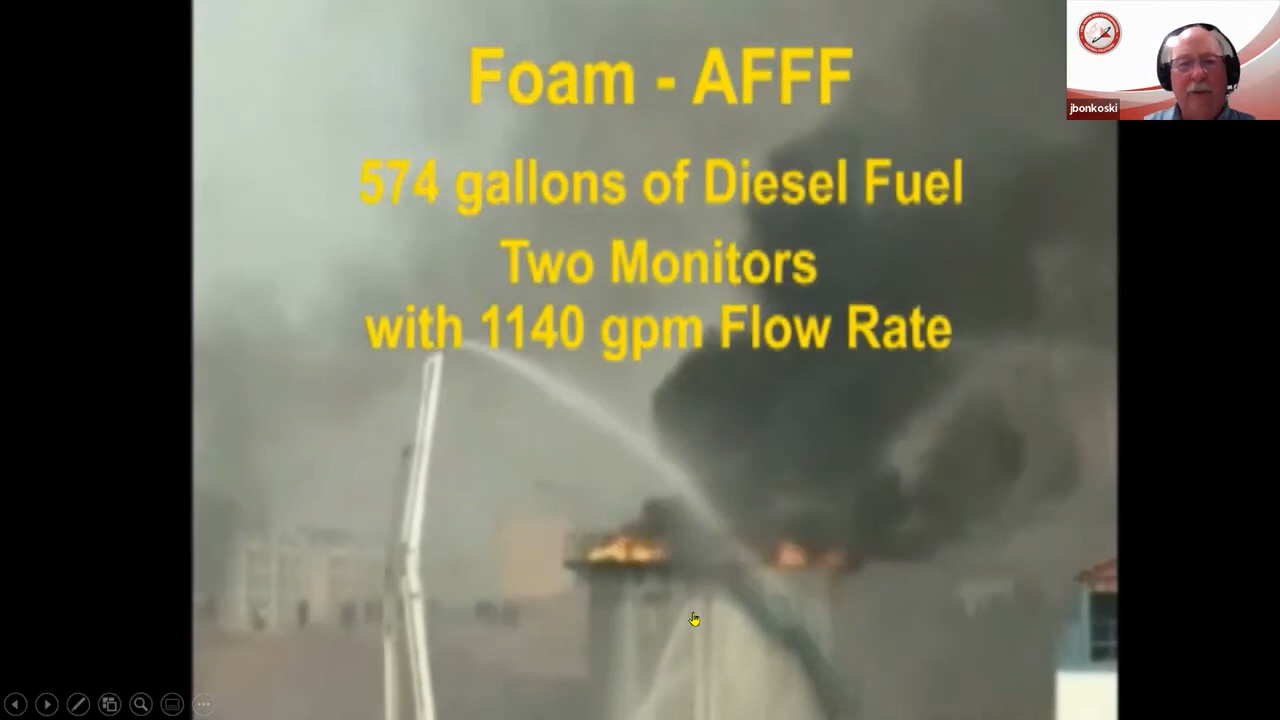 Foam - AFFF
574 gallons of Diesel Fuel
Two Monitors
with 1140 gpm Flow Rate
jbonkoski